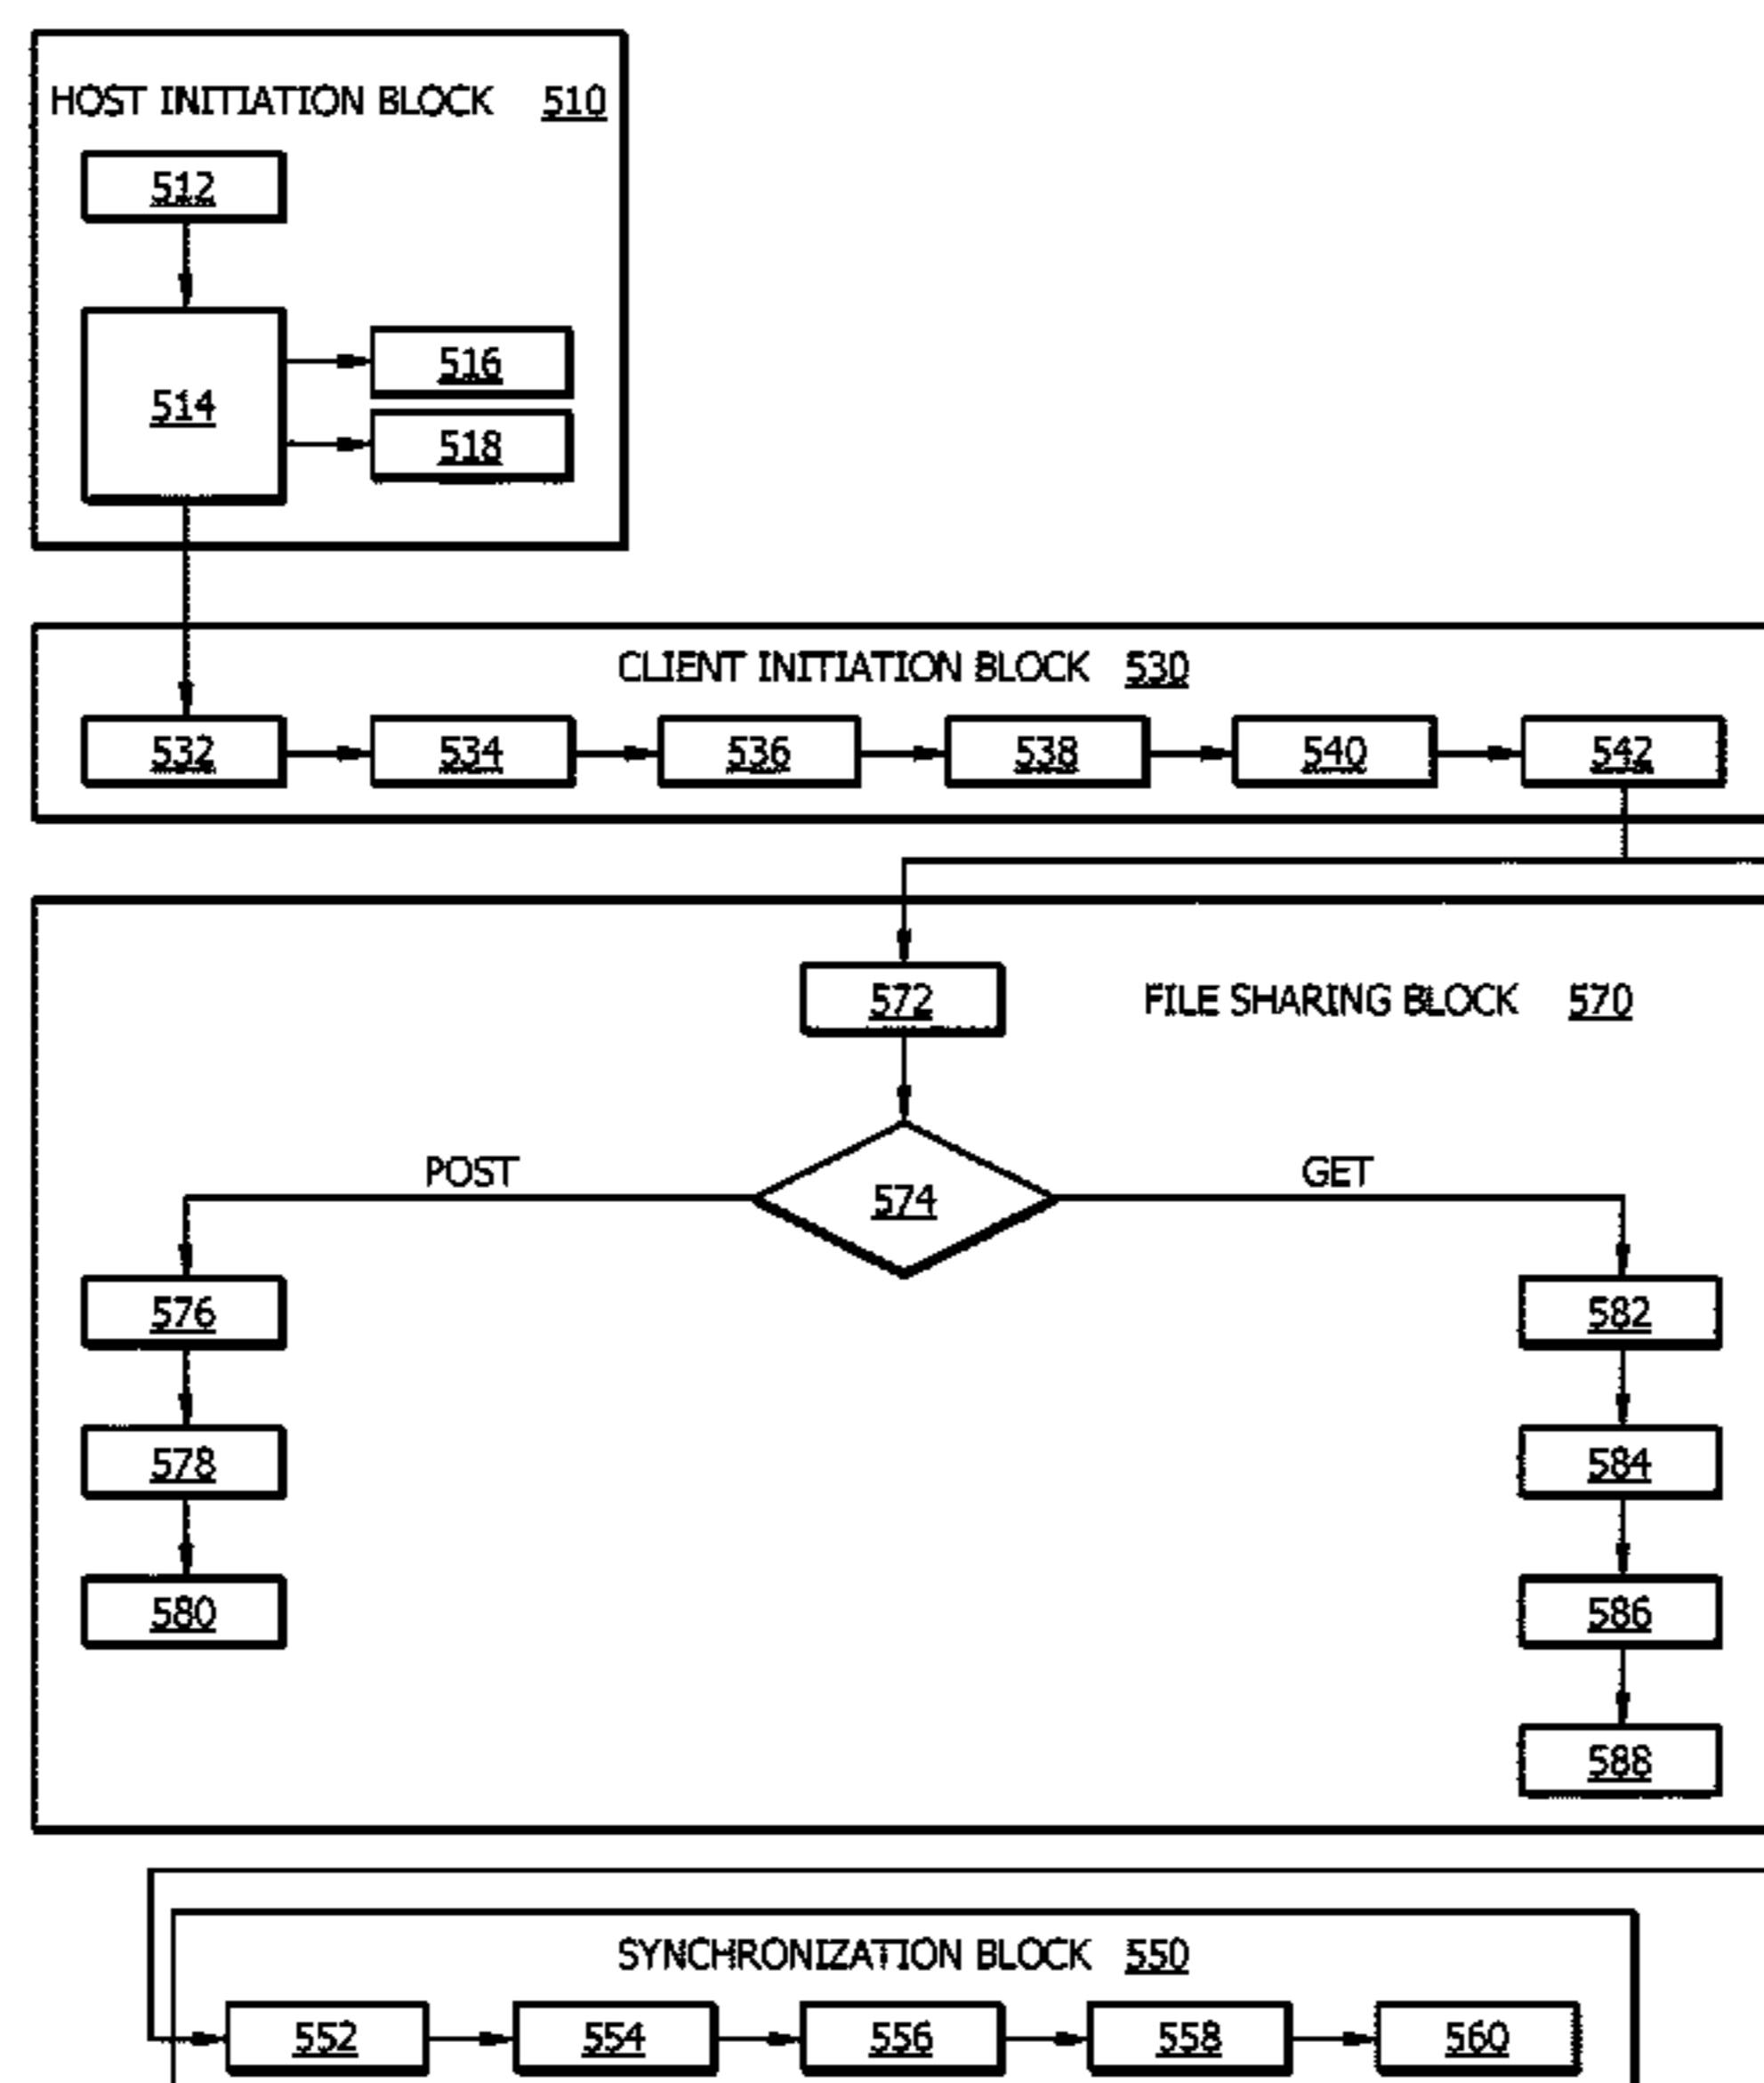 HOST INITIATION BLOCK 510
512
514
516
518
CLIENT INITIATION BLOCK 530
532 534 536 538 540 542
572
FILE SHARING BLOCK 570
POST 574 GET
576 582
578 584
580 586
588
SYNCHRONIZATION BLOCK 550
552 554 556 558 560